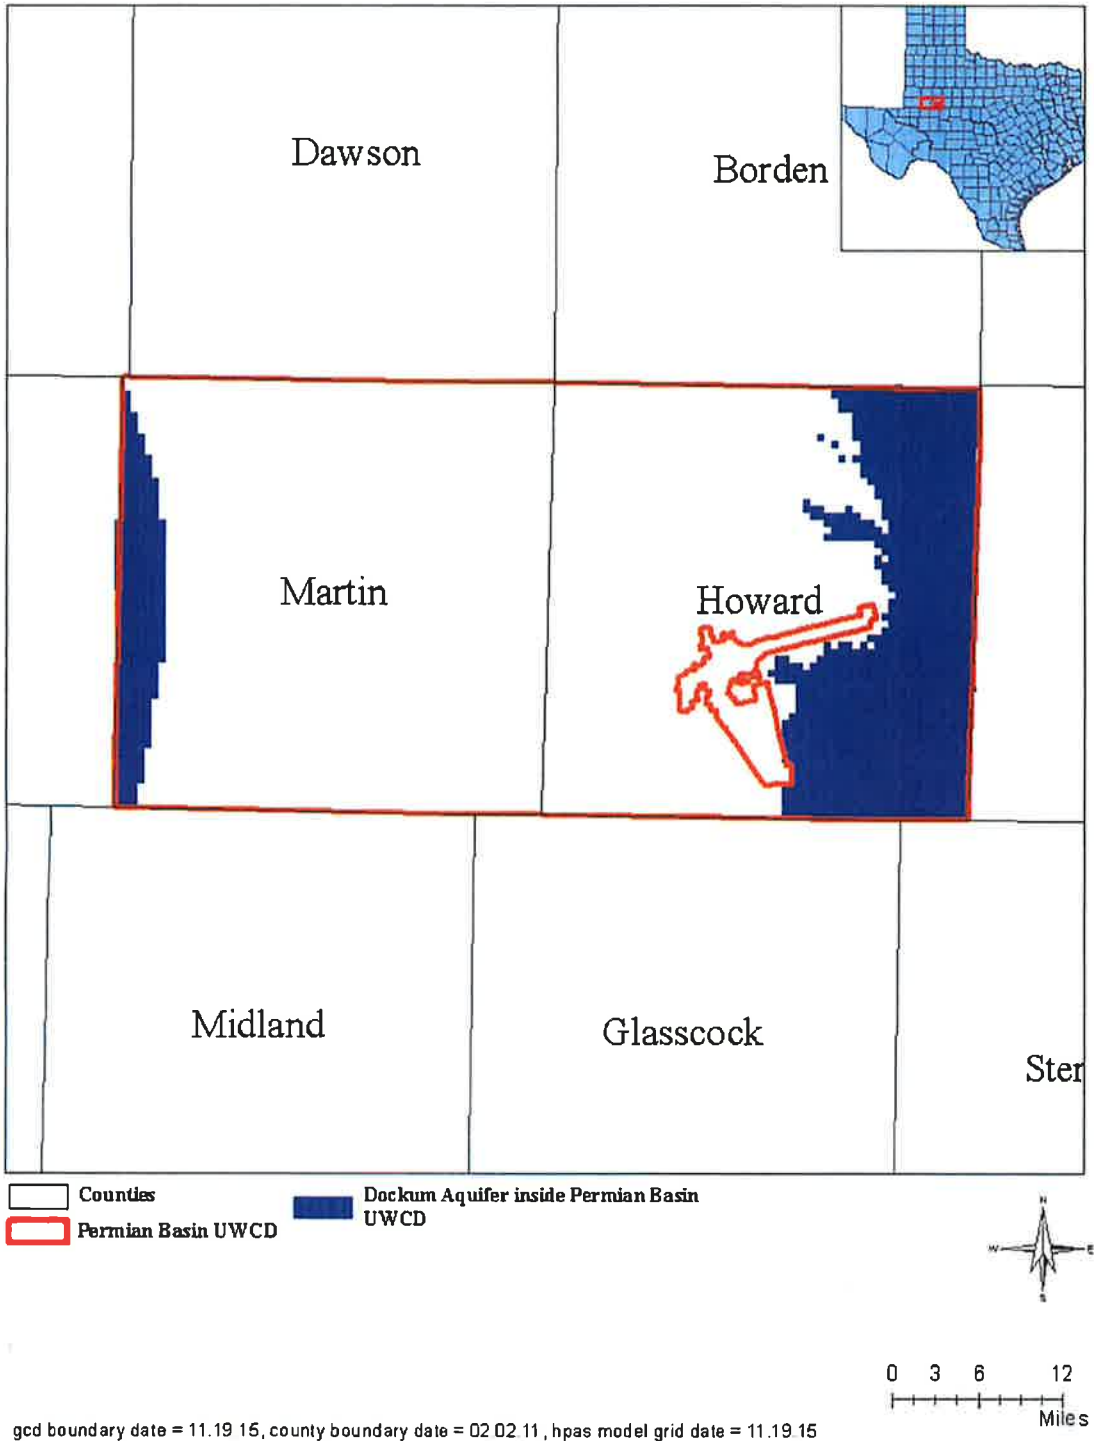 Dawson
Borden
Martin
Howard
Midland
Glasscock
Ster
Counties
Permian Basin UWCD
Dockum Aquifer inside Permian Basin
UWCD
N
W
E
S
0 3 6 12
Miles
gcd boundary date = 11.19 15, county boundary date = 02 02.11, hpas model grid date = 11.19.15